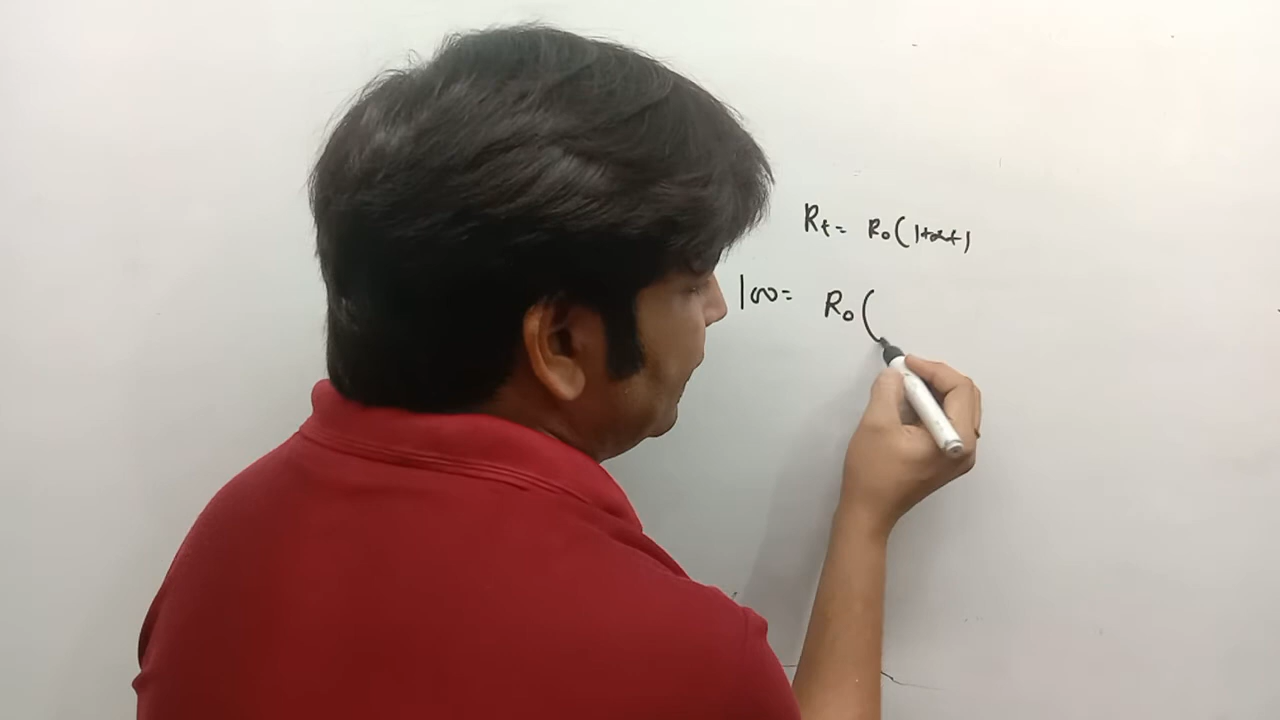 Rt = R₀(1+αt)
100 = R₀(